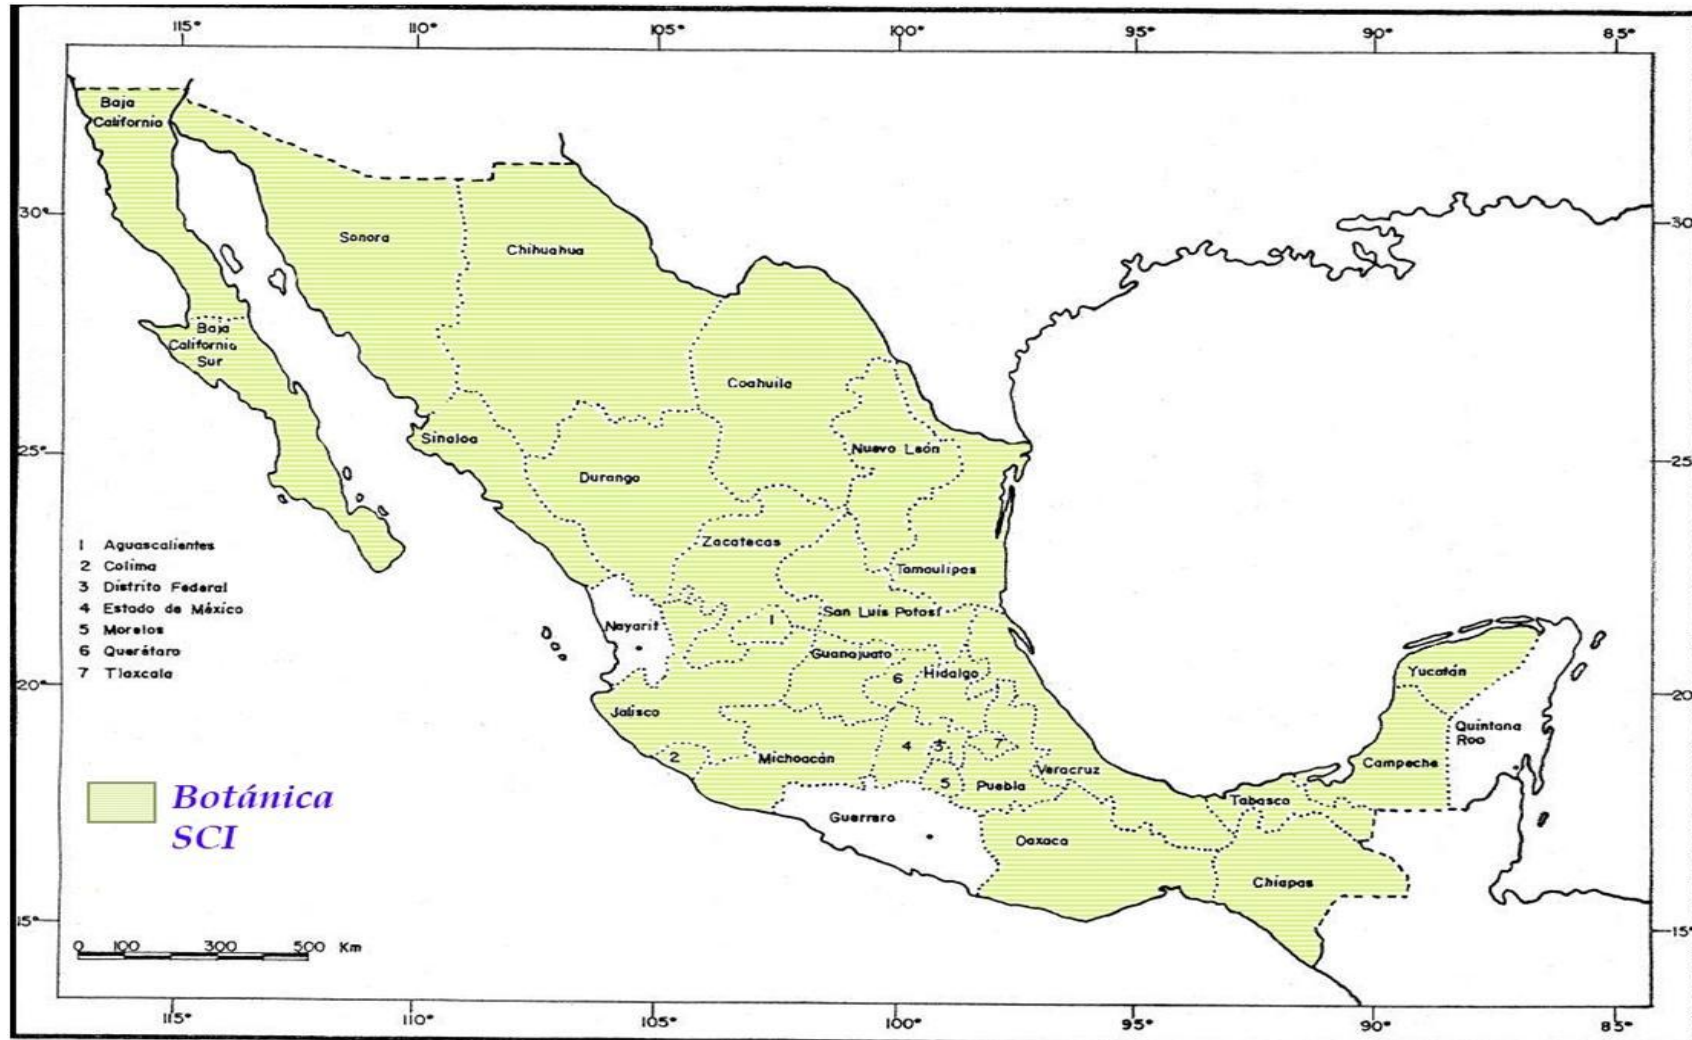 115°
110°
105°
100°
95°
90°
85°
Baja
California
30°
30°
Sonora
Chihuahua
Baja
California
Sur
Coahuila
Sinaloa
Nuevo León
25°
25°
Durango
Zacatecas
Tamaulipas
1 Aguascalientes
2 Colima
3 Distrito Federal
4 Estado de México
5 Morelos
6 Querétaro
7 Tlaxcala
San Luis Potosí
Nayarit
1
Guanajuato
Hidalgo
6
Yucatán
20°
20°
Jalisco
Quintana
Roo
4
3
7
2
Michoacán
Veracruz
Campeche
5
Puebla
Tabasco
Botánica
SCI
Guerrero
Oaxaca
Chiapas
15°
15°
0 100 300 500 Km
115°
110°
105°
100°
95°
90°
85°